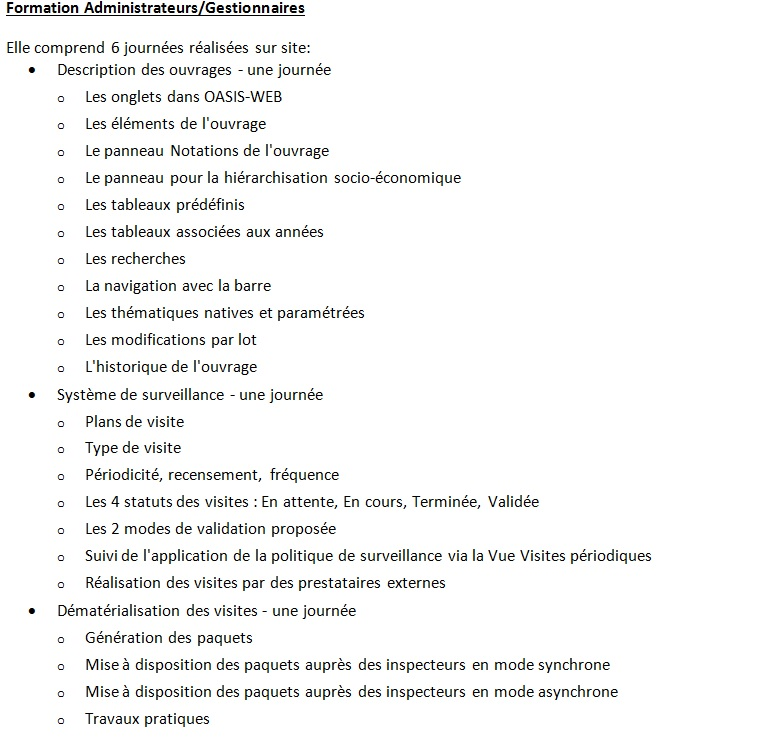 Formation Administrateurs/Gestionnaires
Elle comprend 6 journées réalisées sur site:
• Description des ouvrages - une journée
o Les onglets dans OASIS-WEB
o Les éléments de l'ouvrage
o Le panneau Notations de l'ouvrage
o Le panneau pour la hiérarchisation socio-économique
o Les tableaux prédéfinis
o Les tableaux associées aux années
o Les recherches
o La navigation avec la barre
o Les thématiques natives et paramétrées
o Les modifications par lot
o L'historique de l'ouvrage
• Système de surveillance - une journée
o Plans de visite
o Type de visite
o Périodicité, recensement, fréquence
o Les 4 statuts des visites : En attente, En cours, Terminée, Validée
o Les 2 modes de validation proposée
o Suivi de l'application de la politique de surveillance via la Vue Visites périodiques
o Réalisation des visites par des prestataires externes
• Dématérialisation des visites - une journée
o Génération des paquets
o Mise à disposition des paquets auprès des inspecteurs en mode synchrone
o Mise à disposition des paquets auprès des inspecteurs en mode asynchrone
o Travaux pratiques